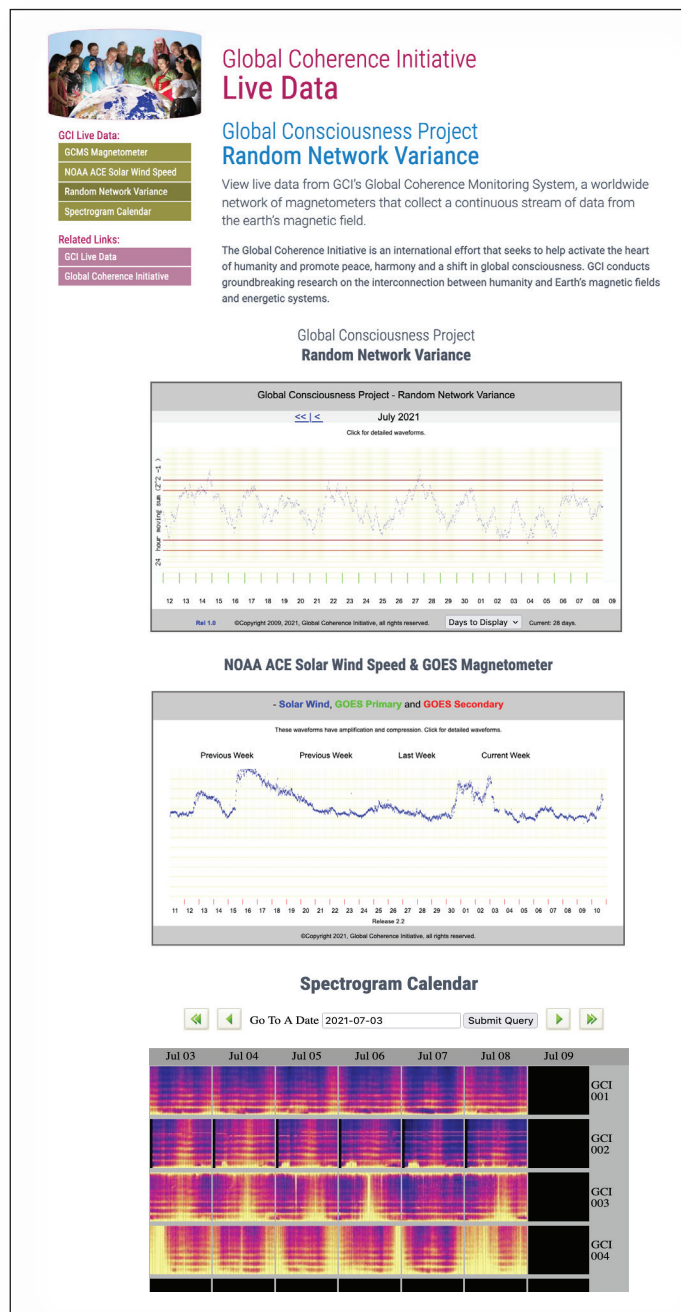 Global Coherence Initiative
Live Data
GCI Live Data:
GCMS Magnetometer
NOAA ACE Solar Wind Speed
Random Network Variance
Spectrogram Calendar
Related Links:
GCI Live Data
Global Coherence Initiative
Global Consciousness Project
Random Network Variance
View live data from GCI's Global Coherence Monitoring System, a worldwide
network of magnetometers that collect a continuous stream of data from
the earth's magnetic field.
The Global Coherence Initiative is an international effort that seeks to help activate the heart
of humanity and promote peace, harmony and a shift in global consciousness. GCI conducts
groundbreaking research on the interconnection between humanity and Earth's magnetic fields
and energetic systems.
Global Consciousness Project
Random Network Variance
Global Consciousness Project - Random Network Variance
<< | < July 2021
Click for detailed waveforms.
24 hour moving sum (z^2 -1 )
12 13 14 15 16 17 18 19 20 21 22 23 24 25 26 27 28 29 30 01 02 03 04 05 06 07 08 09
Rel 1.0 ©Copyright 2009, 2021, Global Coherence Initiative, all rights reserved. Days to Display Current: 28 days.
NOAA ACE Solar Wind Speed & GOES Magnetometer
- Solar Wind, GOES Primary and GOES Secondary
These waveforms have amplification and compression. Click for detailed waveforms.
Previous Week Previous Week Last Week Current Week
11 12 13 14 15 16 17 18 19 20 21 22 23 24 25 26 27 28 29 30 01 02 03 04 05 06 07 08 09 10
Release 2.2
©Copyright 2021, Global Coherence Initiative, all rights reserved.
Spectrogram Calendar
Go To A Date 2021-07-03 Submit Query
Jul 03 Jul 04 Jul 05 Jul 06 Jul 07 Jul 08 Jul 09
GCI
001
GCI
002
GCI
003
GCI
004